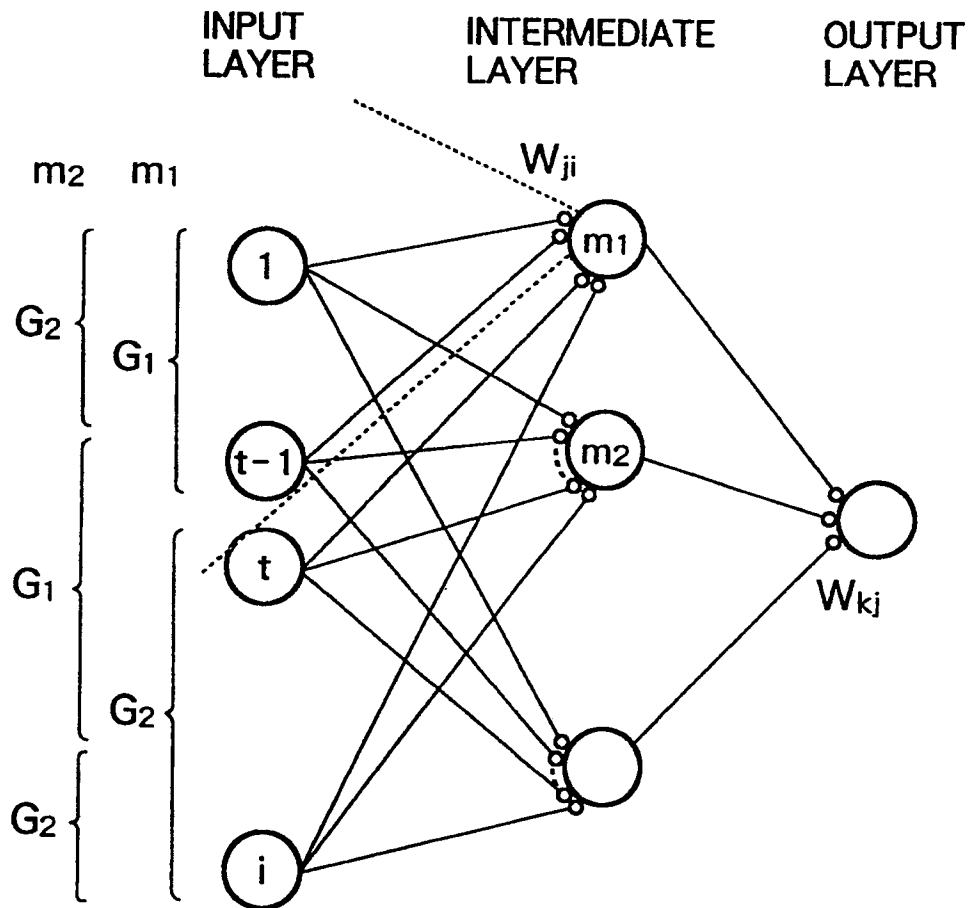 INPUT
LAYER
INTERMEDIATE
LAYER
OUTPUT
LAYER
m2 m1
Wji
1
m1
G2
G1
t-1
m2
t
G1
Wkj
G2
G2
i